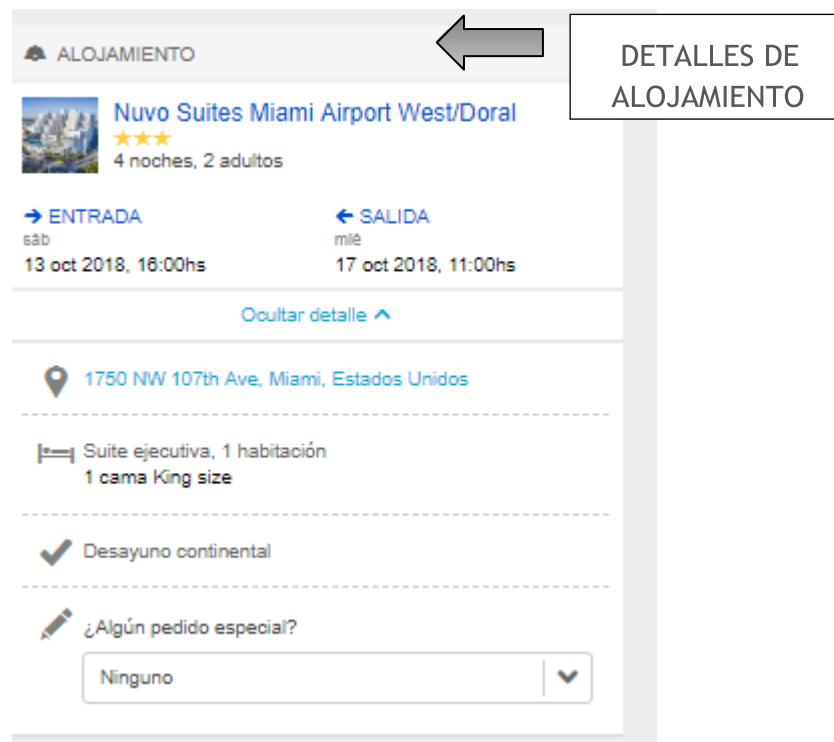 ALOJAMIENTO
DETALLES DE
ALOJAMIENTO
Nuvo Suites Miami Airport West/Doral
4 noches, 2 adultos
ENTRADA
sáb
13 oct 2018, 16:00hs
SALIDA
mié
17 oct 2018, 11:00hs
Ocultar detalle
1750 NW 107th Ave, Miami, Estados Unidos
Suite ejecutiva, 1 habitación
1 cama King size
Desayuno continental
¿Algún pedido especial?
Ninguno